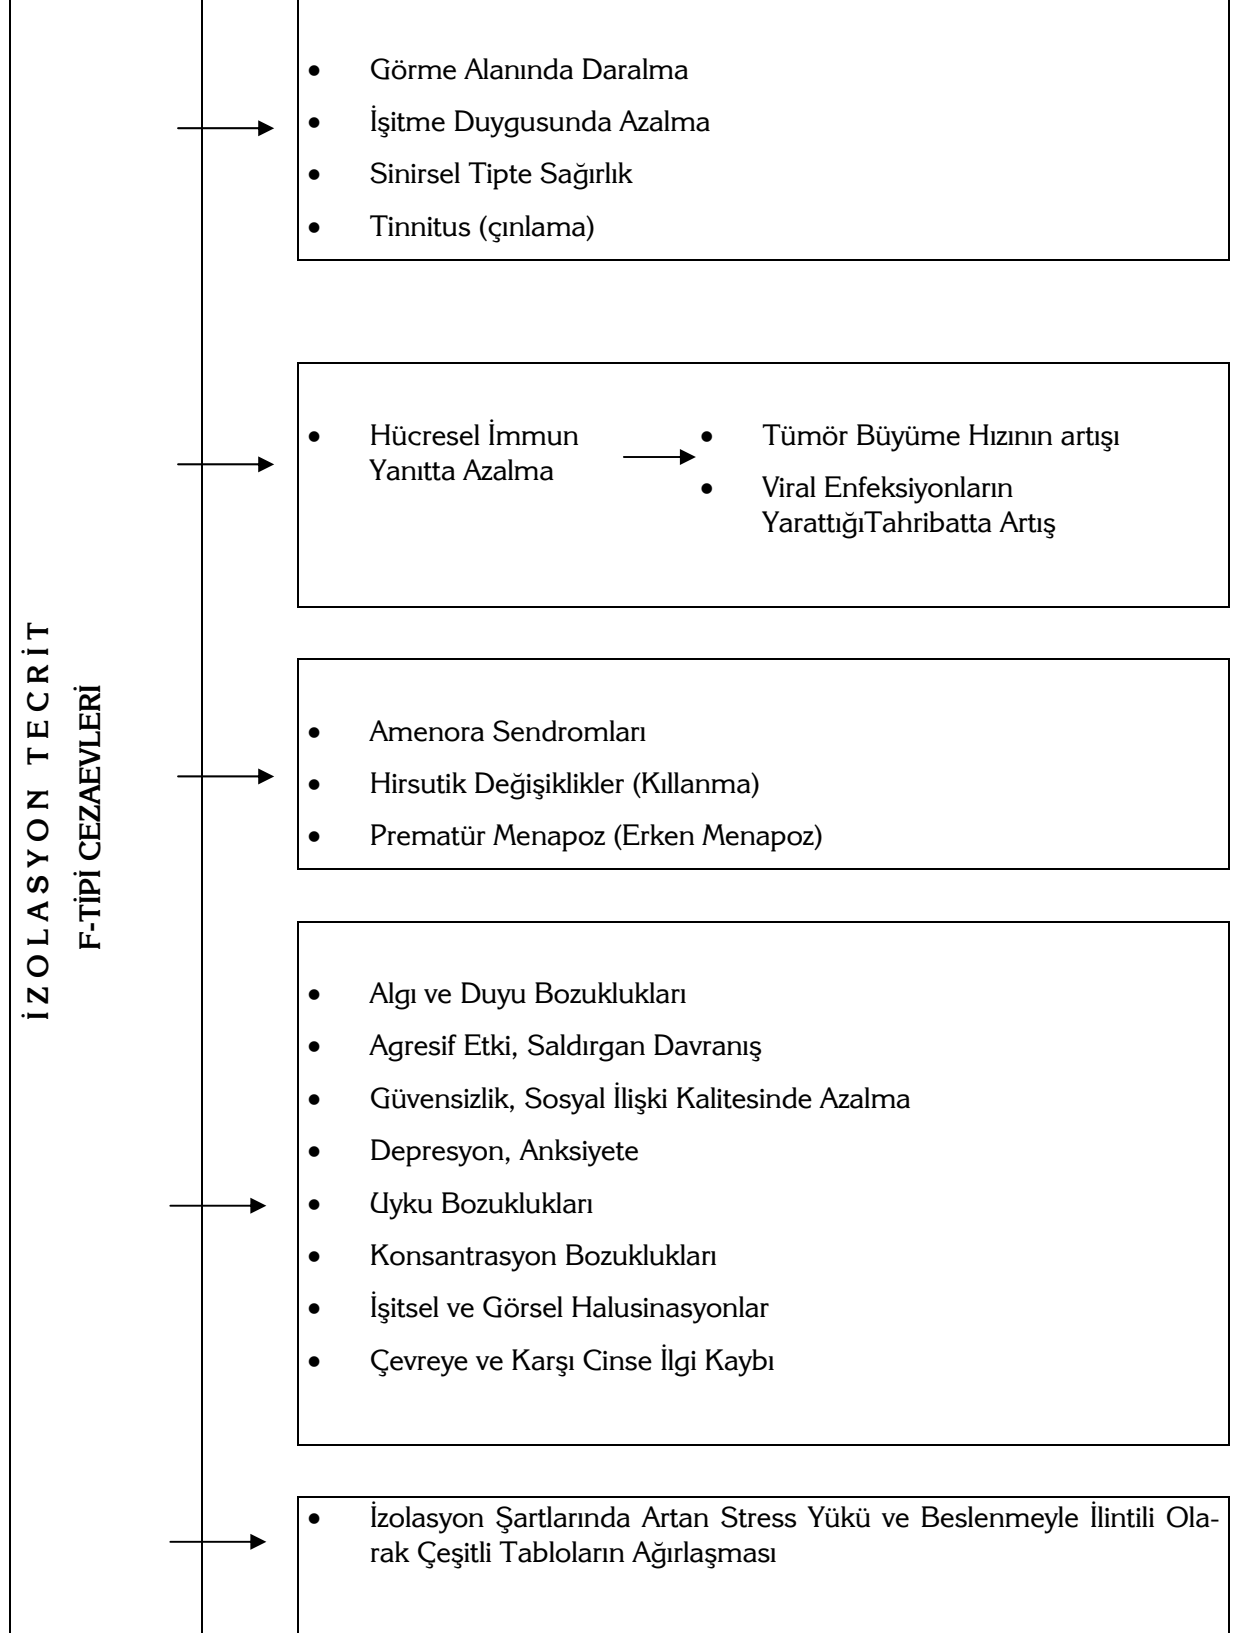 İZOLASYON TECRİT
F-TİPİ CEZAEVLERİ
• Görme Alanında Daralma
• İşitme Duygusunda Azalma
• Sinirsel Tipte Sağırlık
• Tinnitus (çınlama)
• Hücresel İmmun
Yanıtta Azalma
• Tümör Büyüme Hızının artışı
• Viral Enfeksiyonların
YarattığıTahribatta Artış
• Amenora Sendromları
• Hirsutik Değişiklikler (Kıllanma)
• Prematür Menapoz (Erken Menapoz)
• Algı ve Duyu Bozuklukları
• Agresif Etki, Saldırgan Davranış
• Güvensizlik, Sosyal İlişki Kalitesinde Azalma
• Depresyon, Anksiyete
• Uyku Bozuklukları
• Konsantrasyon Bozuklukları
• İşitsel ve Görsel Halusinasyonlar
• Çevreye ve Karşı Cinse İlgi Kaybı
• İzolasyon Şartlarında Artan Stress Yükü ve Beslenmeyle İlintili Ola-
rak Çeşitli Tabloların Ağırlaşması